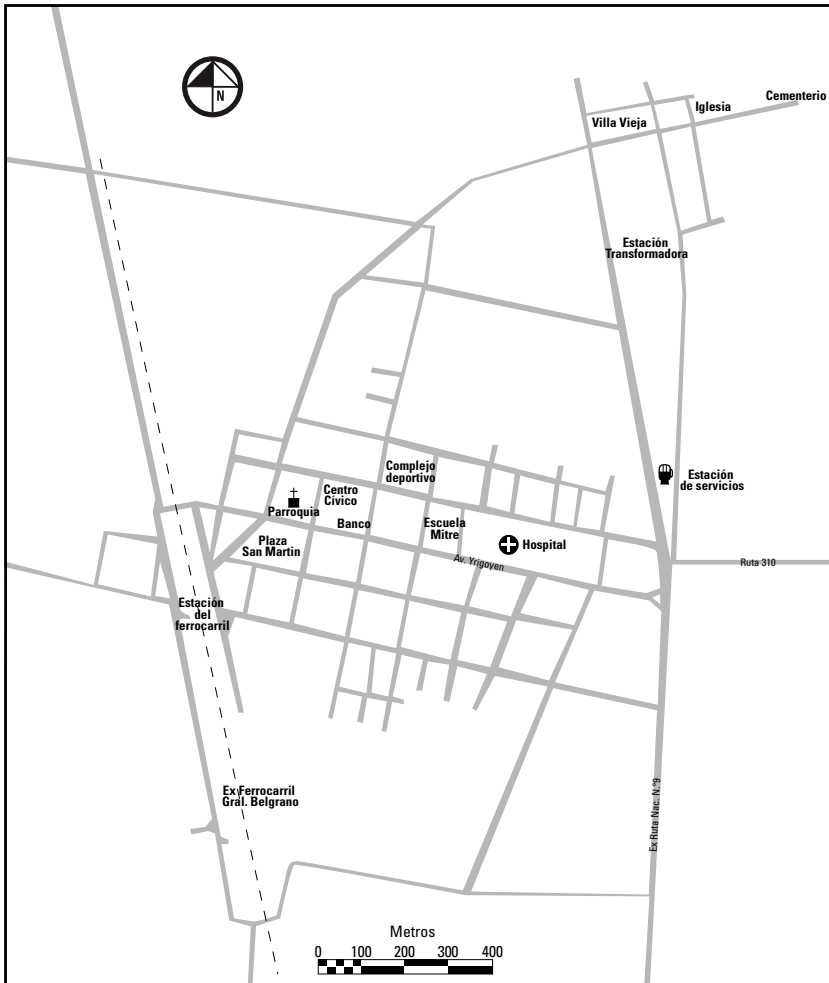 N
Cementerio
Iglesia
Villa Vieja
Estación
Transformadora
Complejo
deportivo
Estación
de servicios
Centro
Cívico
Parroquia
Banco
Escuela
Mitre
Hospital
Plaza
San Martin
Av. Yrigoyen
Ruta 310
Estación
del
ferrocarril
Ex Ferrocarril
Gral. Belgrano
Ex Ruta Nac. N.º9
Metros
0 100 200 300 400